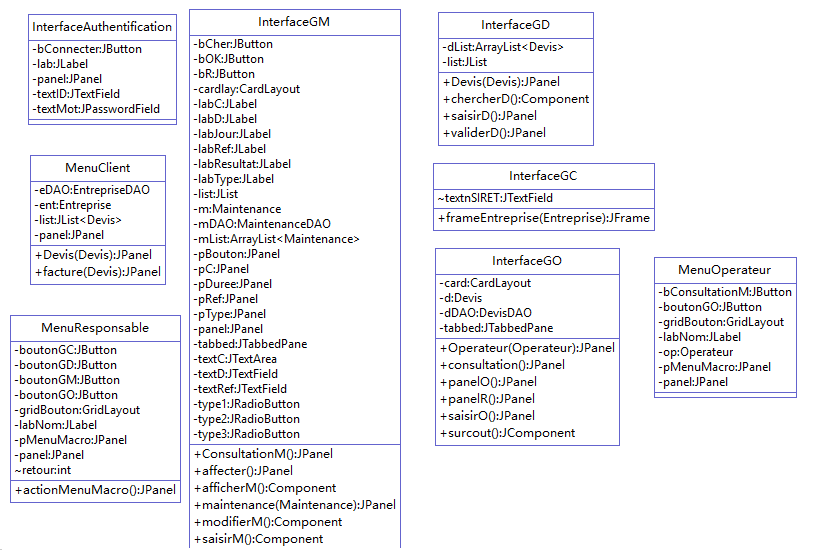 InterfaceAuthentification
-bConnecter:JButton
-lab:JLabel
-panel:JPanel
-textID:JTextField
-textMot:JPasswordField
MenuClient
-eDAO:EntrepriseDAO
-ent:Entreprise
-list:JList<Devis>
-panel:JPanel
+Devis(Devis):JPanel
+facture(Devis):JPanel
MenuResponsable
-boutonGC:JButton
-boutonGD:JButton
-boutonGM:JButton
-boutonGO:JButton
-gridBouton:GridLayout
-labNom:JLabel
-pMenuMacro:JPanel
-panel:JPanel
~retour:int
+actionMenuMacro():JPanel
InterfaceGM
-bCher:JButton
-bOK:JButton
-bR:JButton
-cardlay:CardLayout
-labC:JLabel
-labD:JLabel
-labJour:JLabel
-labRef:JLabel
-labResultat:JLabel
-labType:JLabel
-list:JList
-m:Maintenance
-mDAO:MaintenanceDAO
-mList:ArrayList<Maintenance>
-pBouton:JPanel
-pC:JPanel
-pDuree:JPanel
-pRef:JPanel
-pType:JPanel
-panel:JPanel
-tabbed:JTabbedPane
-textC:JTextArea
-textD:JTextField
-textRef:JTextField
-type1:JRadioButton
-type2:JRadioButton
-type3:JRadioButton
+ConsultationM():JPanel
+affecter():JPanel
+afficherM():Component
+maintenance(Maintenance):JPanel
+modifierM():Component
+saisirM():Component
InterfaceGD
-dList:ArrayList<Devis>
-list:JList
+Devis(Devis):JPanel
+chercherD():Component
+saisirD():JPanel
+validerD():JPanel
InterfaceGC
~textnSIRET:JTextField
+frameEntreprise(Entreprise):JFrame
InterfaceGO
-card:CardLayout
-d:Devis
-dDAO:DevisDAO
-tabbed:JTabbedPane
+Operateur(Operateur):JPanel
+consultation():JPanel
+panelO():JPanel
+panelR():JPanel
+saisirO():JPanel
+surcout():JComponent
MenuOperateur
-bConsultationM:JButton
-boutonGO:JButton
-gridBouton:GridLayout
-labNom:JLabel
-op:Operateur
-pMenuMacro:JPanel
-panel:JPanel